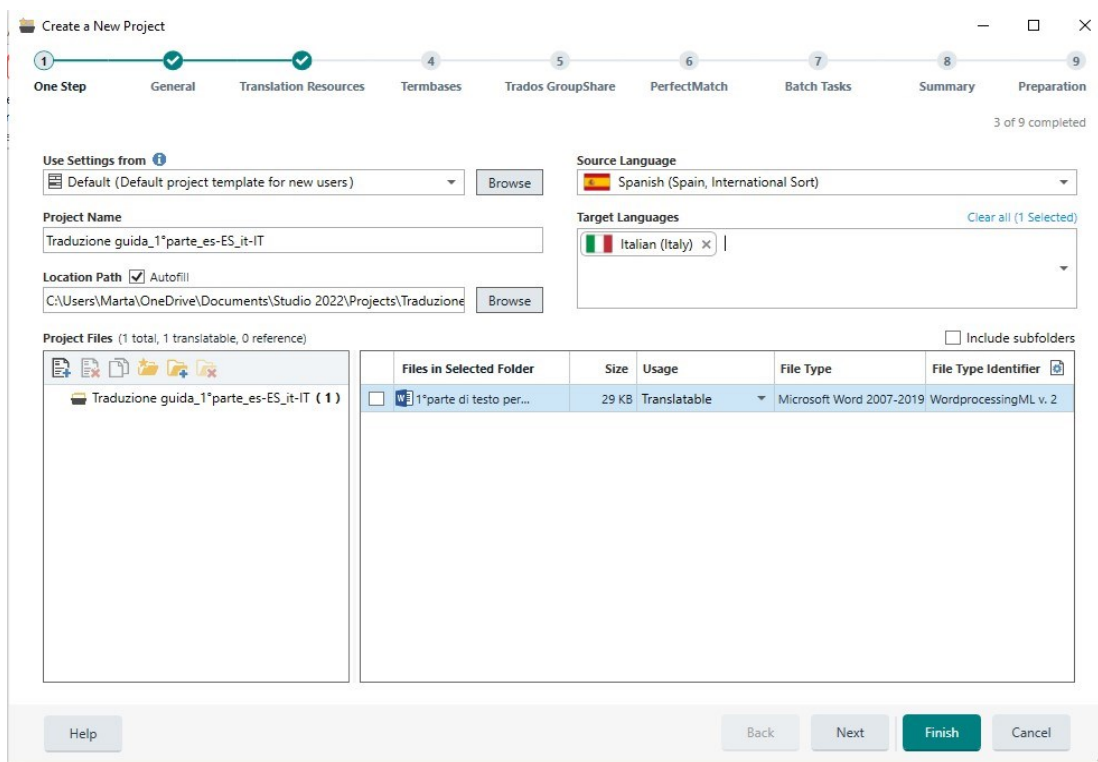 Create a New Project
1 4 5 6 7 8 9
One Step General Translation Resources Termbases Trados GroupShare PerfectMatch Batch Tasks Summary Preparation
3 of 9 completed
Use Settings from
Default (Default project template for new users)
Browse
Project Name
Traduzione guida_1°parte_es-ES_it-IT
Location Path Autofill
C:\Users\Marta\OneDrive\Documents\Studio 2022\Projects\Traduzione
Browse
Source Language
Spanish (Spain, International Sort)
Target Languages Clear all (1 Selected)
Italian (Italy)
Project Files (1 total, 1 translatable, 0 reference)
Include subfolders
Traduzione guida_1°parte_es-ES_it-IT (1)
Files in Selected Folder Size Usage File Type File Type Identifier
1°parte di testo per... 29 KB Translatable Microsoft Word 2007-2019 WordprocessingML v. 2
Help Back Next Finish Cancel